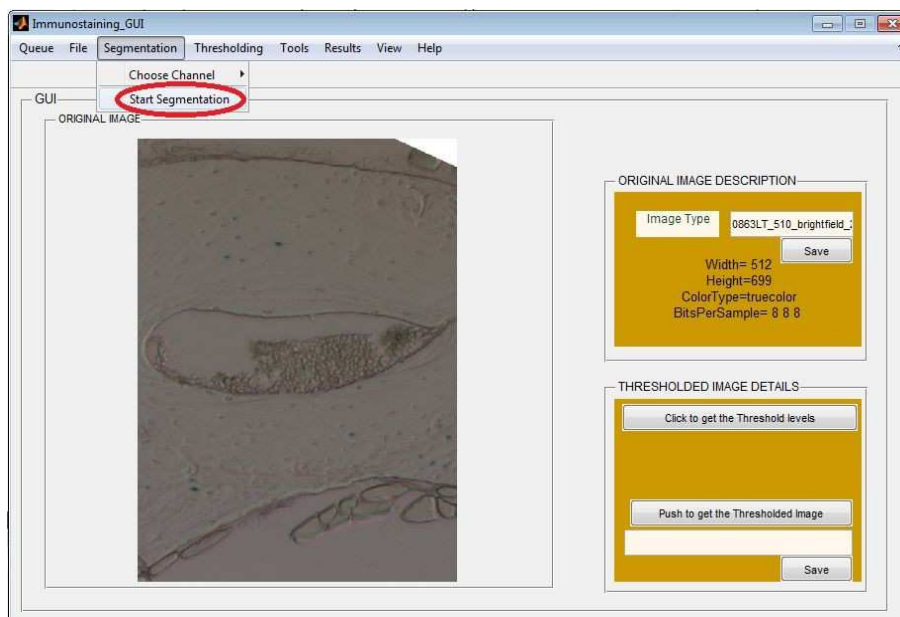 Immunostaining_GUI
Queue File Segmentation Thresholding Tools Results View Help
Choose Channel
Start Segmentation
GUI
ORIGINAL IMAGE
ORIGINAL IMAGE DESCRIPTION
Image Type
0863LT_510_brightfield_
Save
Width= 512
Height=699
ColorType=truecolor
BitsPerSample= 8 8 8
THRESHOLDED IMAGE DETAILS
Click to get the Threshold levels
Push to get the Thresholded Image
Save